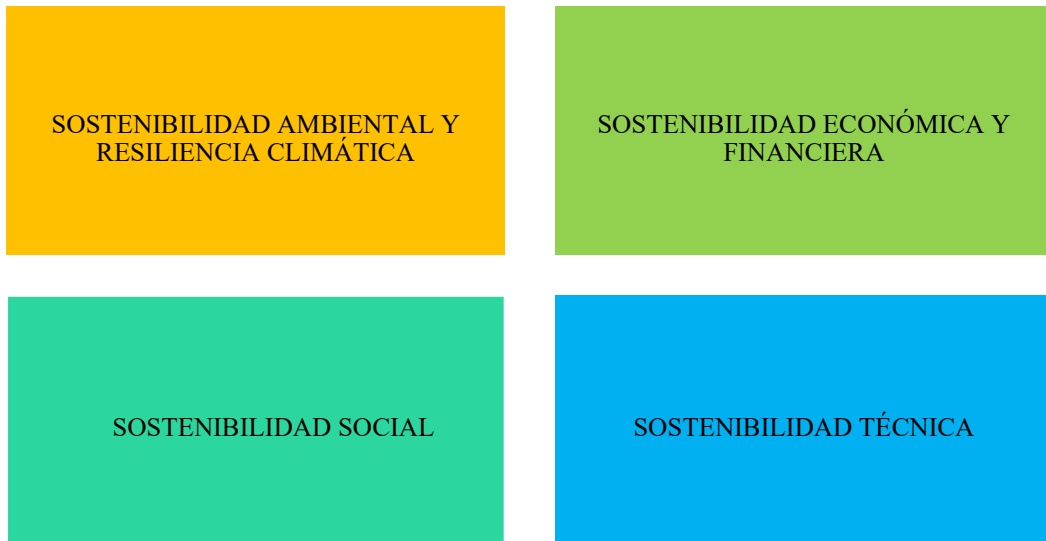 SOSTENIBILIDAD AMBIENTAL Y
RESILIENCIA CLIMÁTICA
SOSTENIBILIDAD ECONÓMICA Y
FINANCIERA
SOSTENIBILIDAD SOCIAL
SOSTENIBILIDAD TÉCNICA